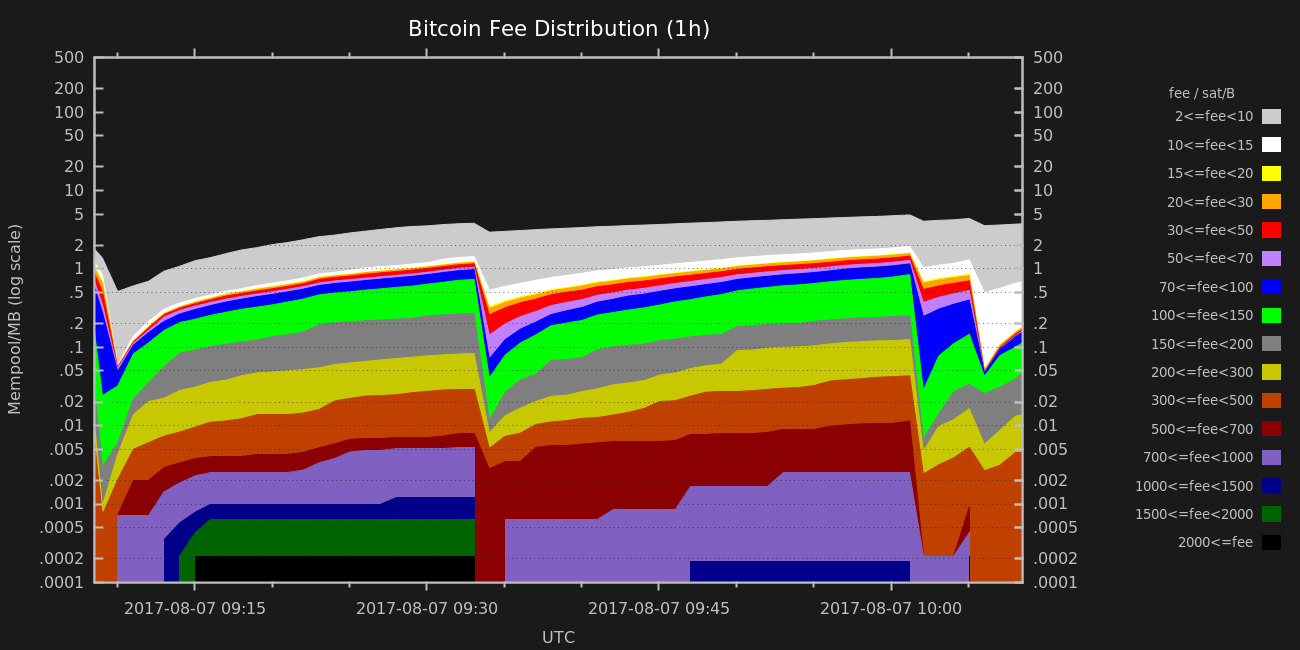 Bitcoin Fee Distribution (1h)
500
200
100
50
20
10
5
2
1
.5
.2
.1
.05
.02
.01
.005
.002
.001
.0005
.0002
.0001
Mempool/MB (log scale)
500
200
100
50
20
10
5
2
1
.5
.2
.1
.05
.02
.01
.005
.002
.001
.0005
.0002
.0001
2017-08-07 09:15
2017-08-07 09:30
2017-08-07 09:45
2017-08-07 10:00
UTC
fee / sat/B
2<=fee<10
10<=fee<15
15<=fee<20
20<=fee<30
30<=fee<50
50<=fee<70
70<=fee<100
100<=fee<150
150<=fee<200
200<=fee<300
300<=fee<500
500<=fee<700
700<=fee<1000
1000<=fee<1500
1500<=fee<2000
2000<=fee